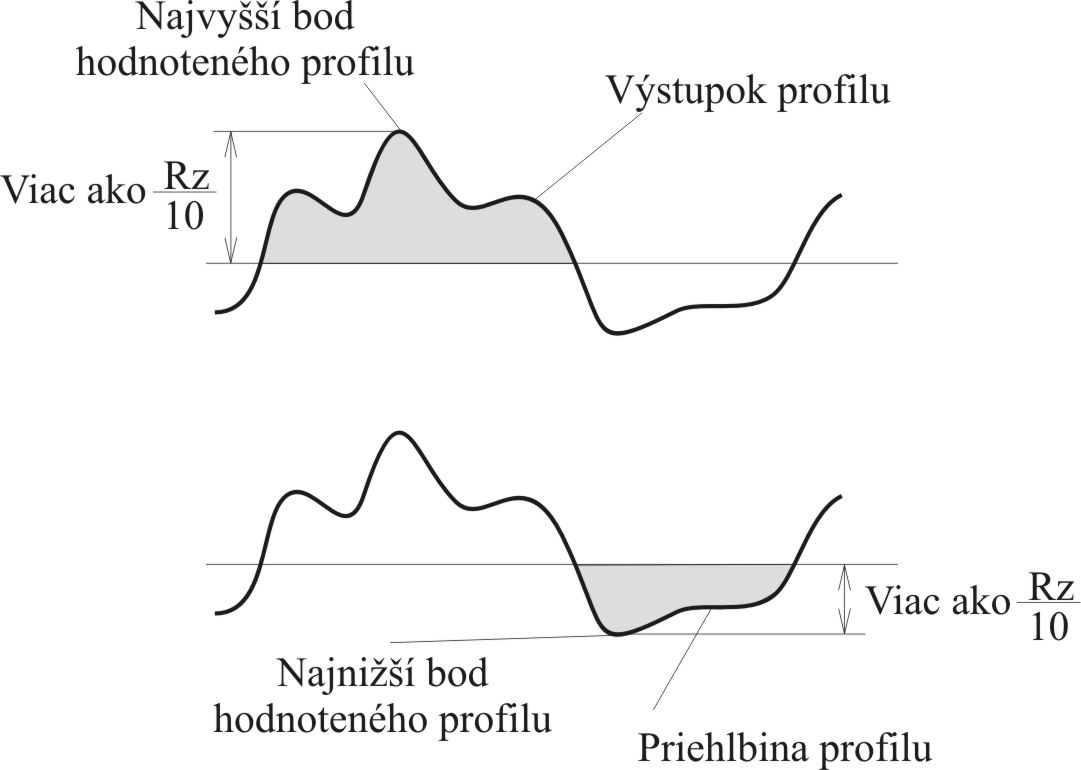 Najvyšší bod
hodnoteného profilu
Výstupok profilu
Viac ako Rz
10
Viac ako Rz
10
Najnižší bod
hodnoteného profilu
Priehlbina profilu